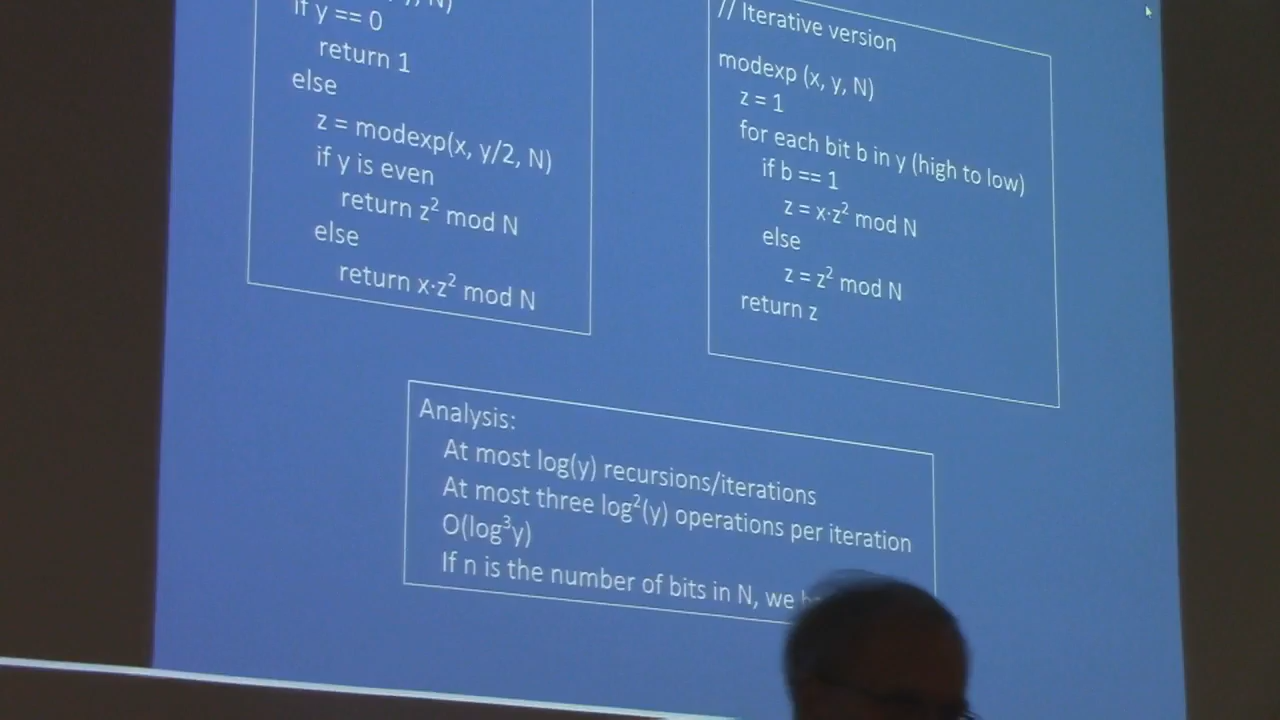 y, N)
if y == 0
return 1
else
z = modexp(x, y/2, N)
if y is even
return z² mod N
else
return x·z² mod N
// Iterative version
modexp (x, y, N)
z = 1
for each bit b in y (high to low)
if b == 1
z = x·z² mod N
else
z = z² mod N
return z
Analysis:
At most log(y) recursions/iterations
At most three log²(y) operations per iteration
O(log³y)
If n is the number of bits in N, we